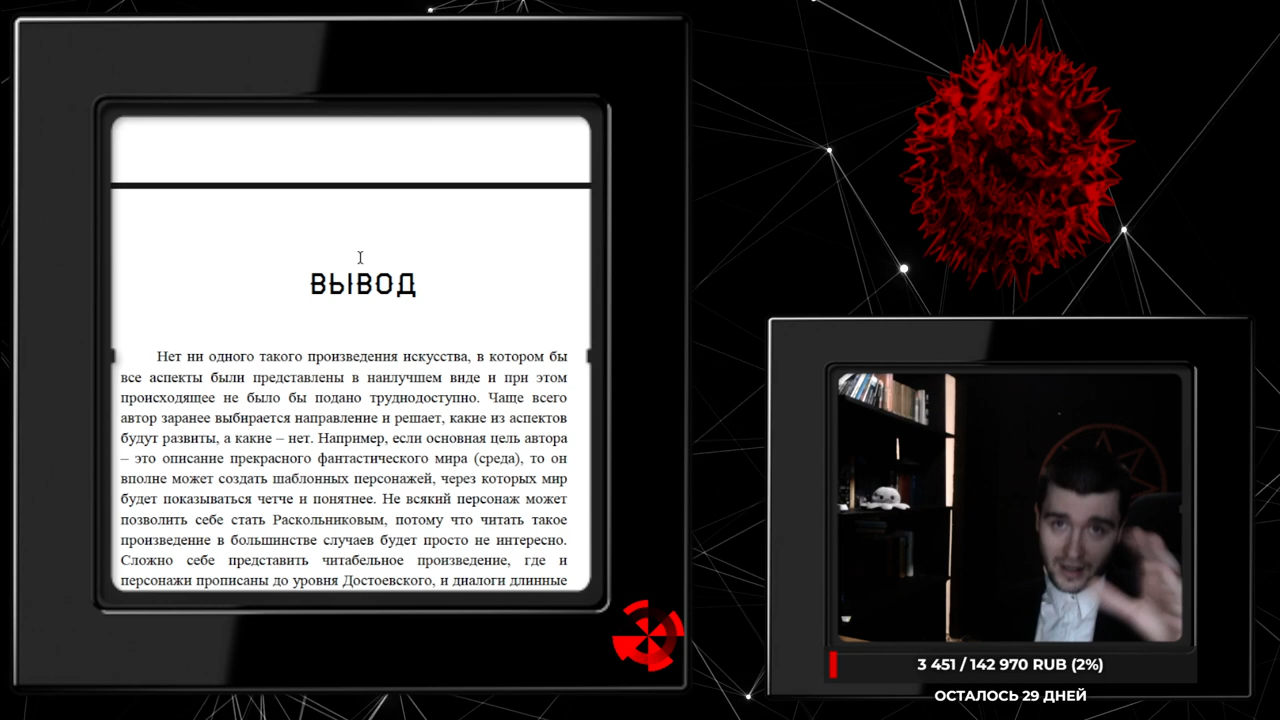 ВЫВОД
Нет ни одного такого произведения искусства, в котором бы
все аспекты были представлены в наилучшем виде и при этом
происходящее не было бы подано труднодоступно. Чаще всего
автор заранее выбирается направление и решает, какие из аспектов
будут развиты, а какие – нет. Например, если основная цель автора
– это описание прекрасного фантастического мира (среда), то он
вполне может создать шаблонных персонажей, через которых мир
будет показываться четче и понятнее. Не всякий персонаж может
позволить себе стать Раскольниковым, потому что читать такое
произведение в большинстве случаев будет просто не интересно.
Сложно себе представить читабельное произведение, где и
персонажи прописаны до уровня Достоевского, и диалоги длинные
3 451 / 142 970 RUB (2%)
ОСТАЛОСЬ 29 ДНЕЙ